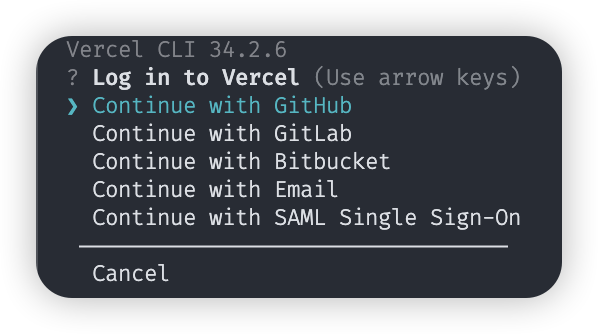 Vercel CLI 34.2.6
? Log in to Vercel (Use arrow keys)
❯ Continue with GitHub
Continue with GitLab
Continue with Bitbucket
Continue with Email
Continue with SAML Single Sign-On
Cancel